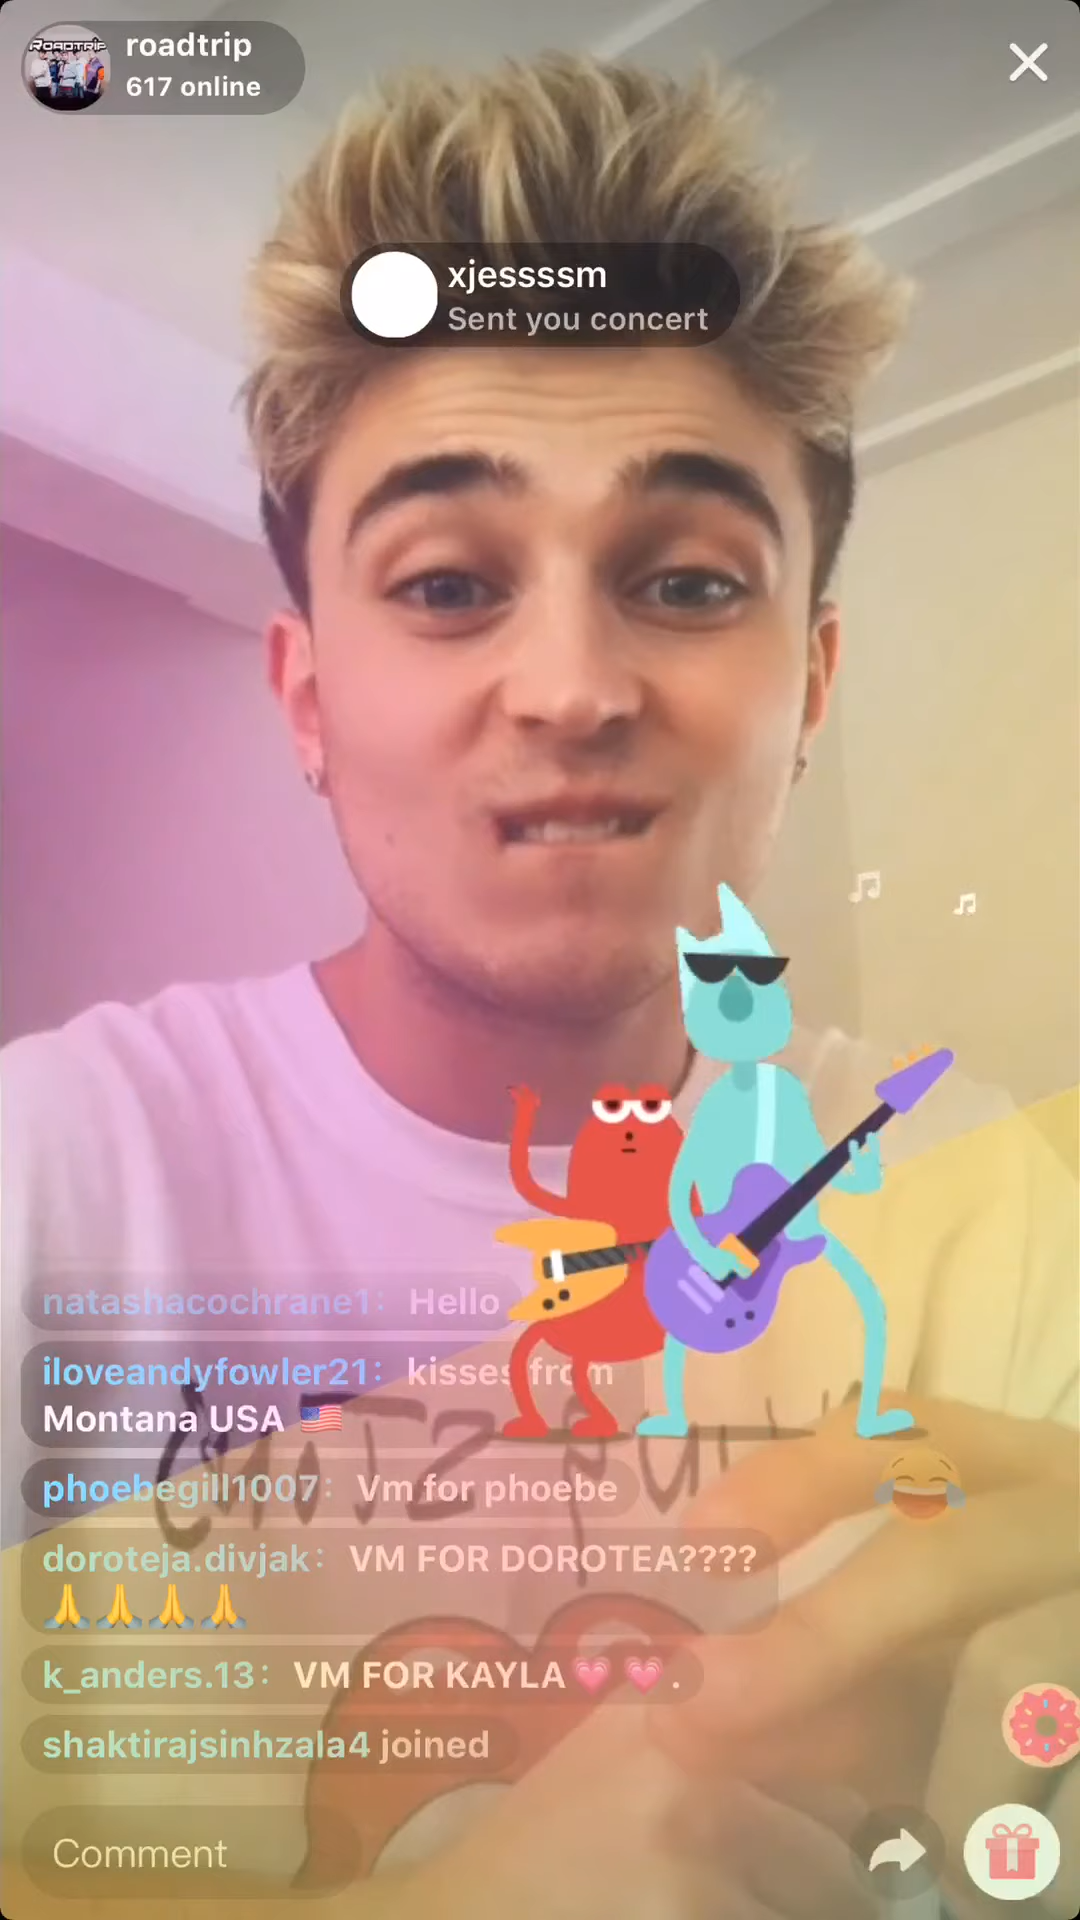 ROADTRIP
roadtrip
617 online
xjessssm
Sent you concert
natashacochrane1: Hello
iloveandyfowler21: kisses from
Montana USA 🇺🇸
phoebegill1007: Vm for phoebe
doroteja.divjak: VM FOR DOROTEA????
🙏🙏🙏🙏
k_anders.13: VM FOR KAYLA💗💗.
shaktirajsinhzala4 joined
Comment